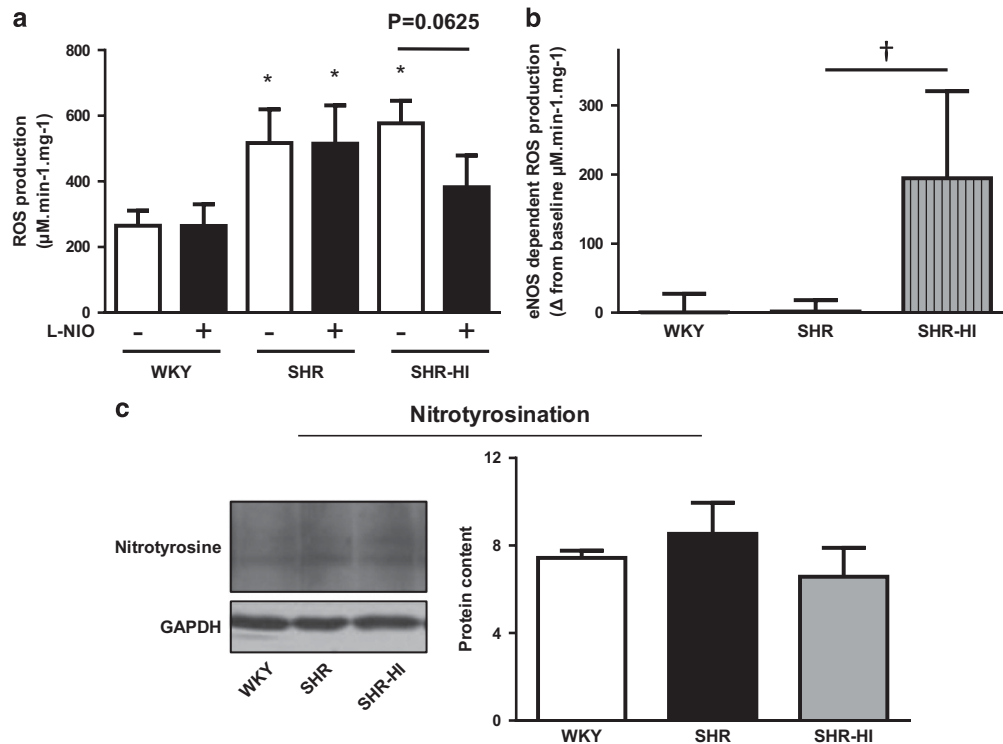 a
P=0.0625
ROS production
(µM.min-1.mg-1)
800
600
400
200
0
*
*
*
L-NIO
- + - + - +
WKY SHR SHR-HI
b
†
eNOS dependent ROS production
(Δ from baseline µM.min-1.mg-1)
300
200
100
0
WKY SHR SHR-HI
c
Nitrotyrosination
Nitrotyrosine
GAPDH
WKY
SHR
SHR-HI
Protein content
12
8
4
0
WKY SHR SHR-HI